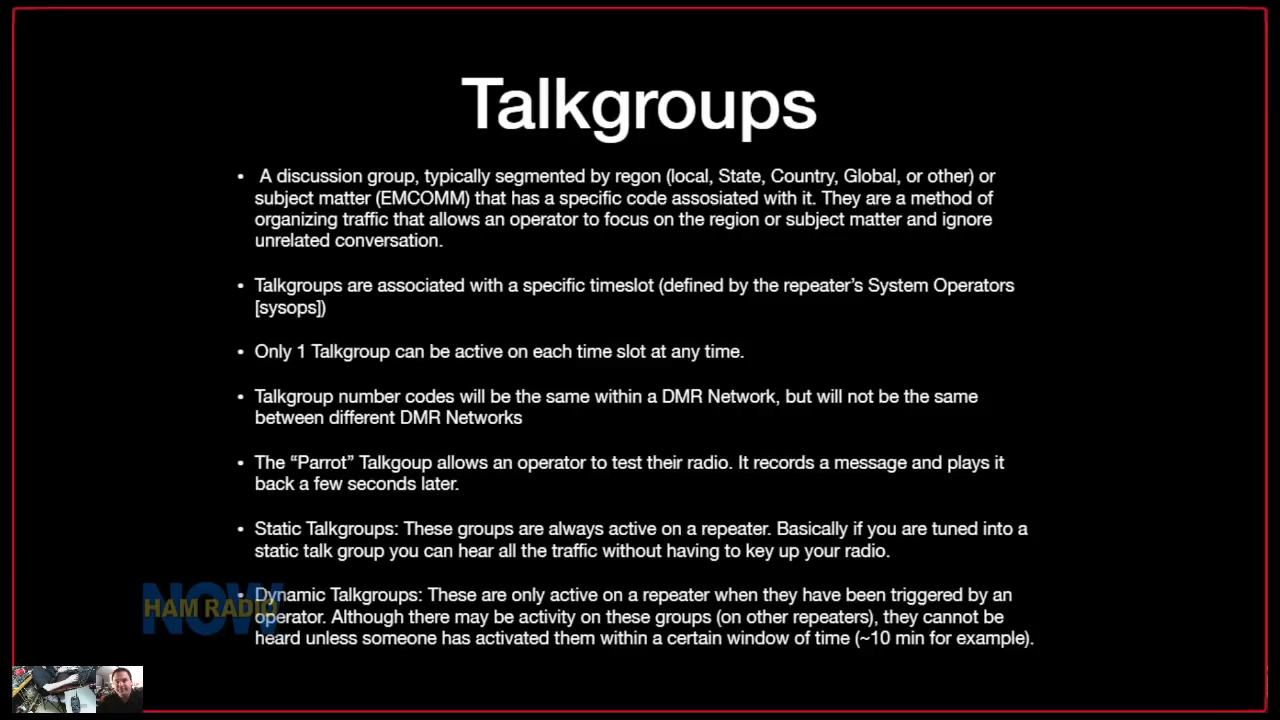 Talkgroups
• A discussion group, typically segmented by regon (local, State, Country, Global, or other) or
subject matter (EMCOMM) that has a specific code assosiated with it. They are a method of
organizing traffic that allows an operator to focus on the region or subject matter and ignore
unrelated conversation.
• Talkgroups are associated with a specific timeslot (defined by the repeater’s System Operators
[sysops])
• Only 1 Talkgroup can be active on each time slot at any time.
• Talkgroup number codes will be the same within a DMR Network, but will not be the same
between different DMR Networks
• The “Parrot” Talkgoup allows an operator to test their radio. It records a message and plays it
back a few seconds later.
• Static Talkgroups: These groups are always active on a repeater. Basically if you are tuned into a
static talk group you can hear all the traffic without having to key up your radio.
• Dynamic Talkgroups: These are only active on a repeater when they have been triggered by an
operator. Although there may be activity on these groups (on other repeaters), they cannot be
heard unless someone has activated them within a certain window of time (~10 min for example).
NOW
HAM RADIO